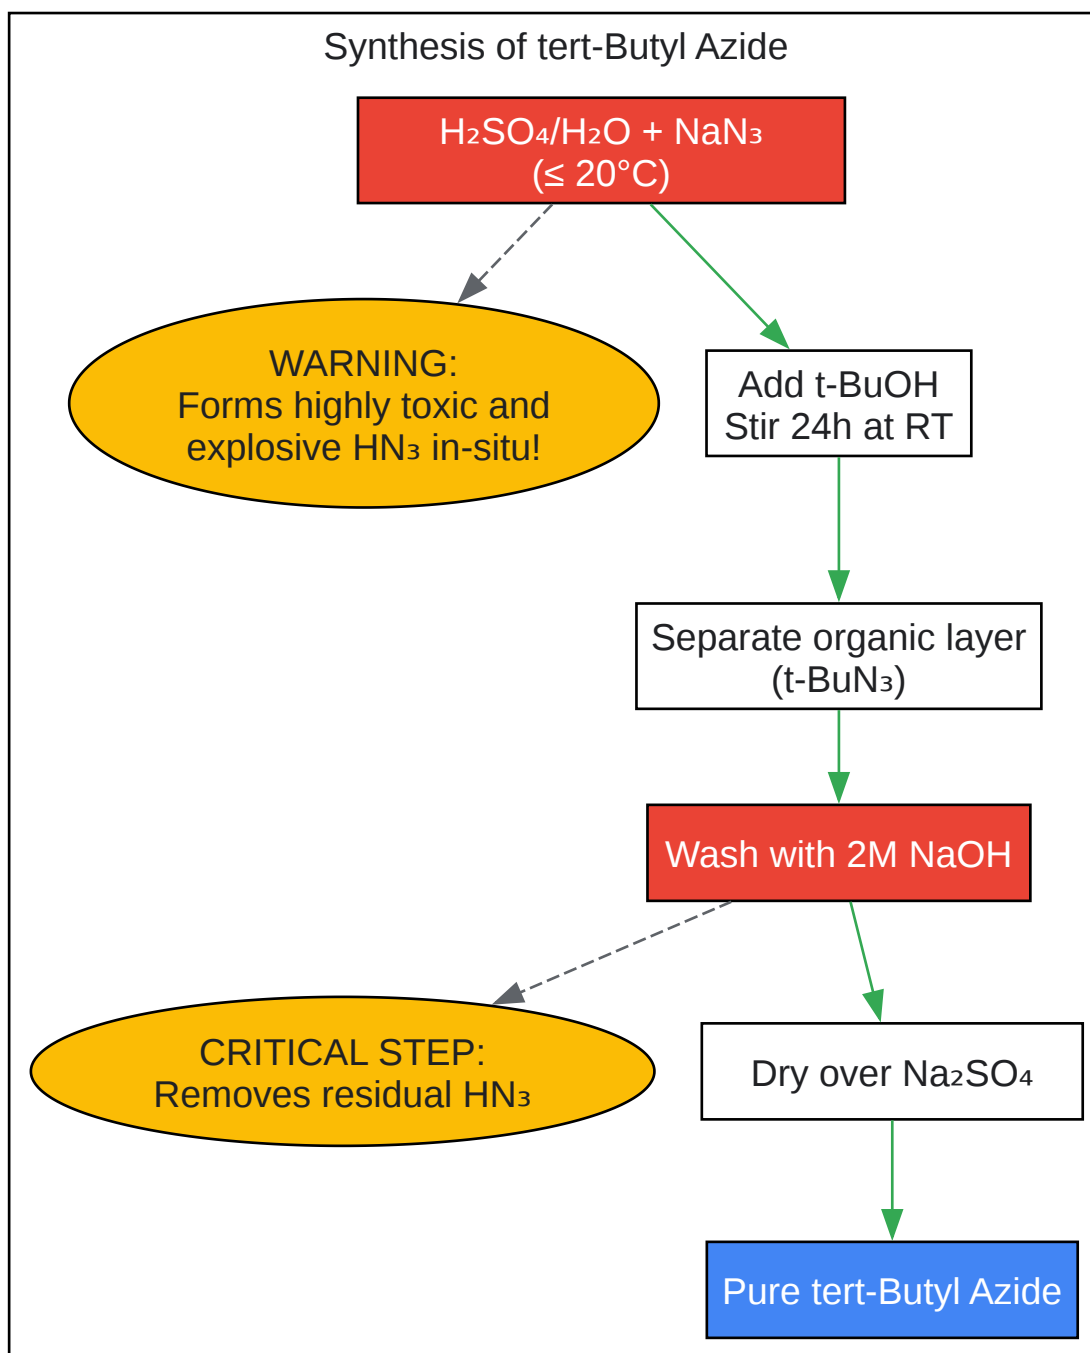 Synthesis of tert-Butyl Azide
H₂SO₄/H₂O + NaN₃
(≤ 20°C)
WARNING:
Forms highly toxic and
explosive HN₃ in-situ!
Add t-BuOH
Stir 24h at RT
Separate organic layer
(t-BuN₃)
Wash with 2M NaOH
CRITICAL STEP:
Removes residual HN₃
Dry over Na₂SO₄
Pure tert-Butyl Azide